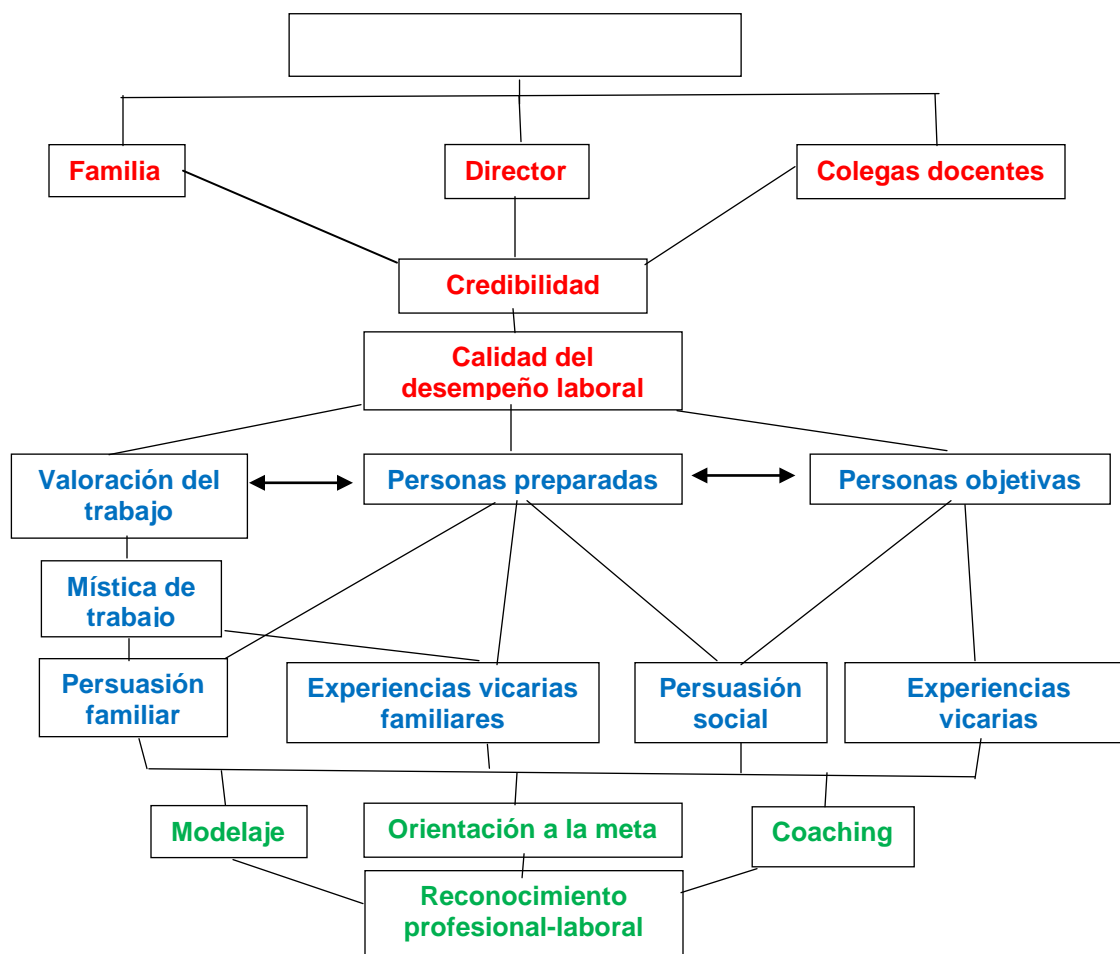 Familia
Director
Colegas docentes
Credibilidad
Calidad del
desempeño laboral
Valoración del
trabajo
Personas preparadas
Personas objetivas
Mística de
trabajo
Persuasión
familiar
Experiencias vicarias
familiares
Persuasión
social
Experiencias
vicarias
Modelaje
Orientación a la meta
Coaching
Reconocimiento
profesional-laboral